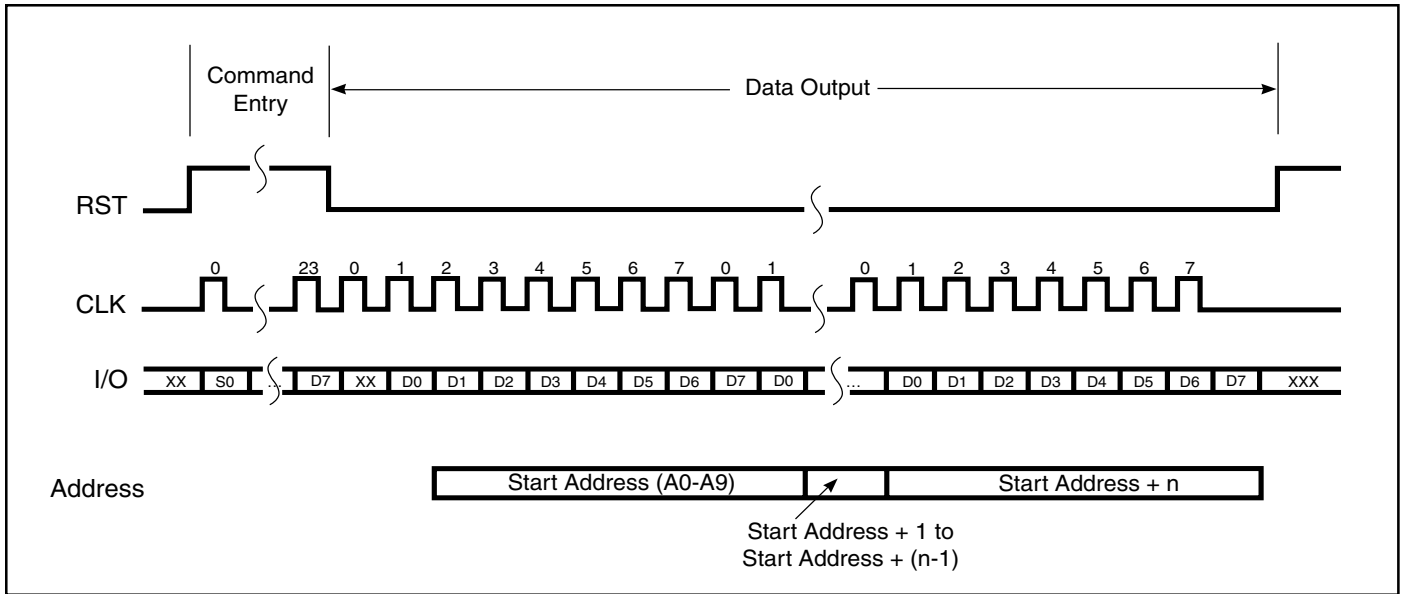 Command
Entry
Data Output
RST
0 23 0 1 2 3 4 5 6 7 0 1 0 1 2 3 4 5 6 7
CLK
I/O XX S0 ... D7 XX D0 D1 D2 D3 D4 D5 D6 D7 D0 ... D0 D1 D2 D3 D4 D5 D6 D7 XXX
Address Start Address (A0-A9) Start Address + n
Start Address + 1 to
Start Address + (n-1)